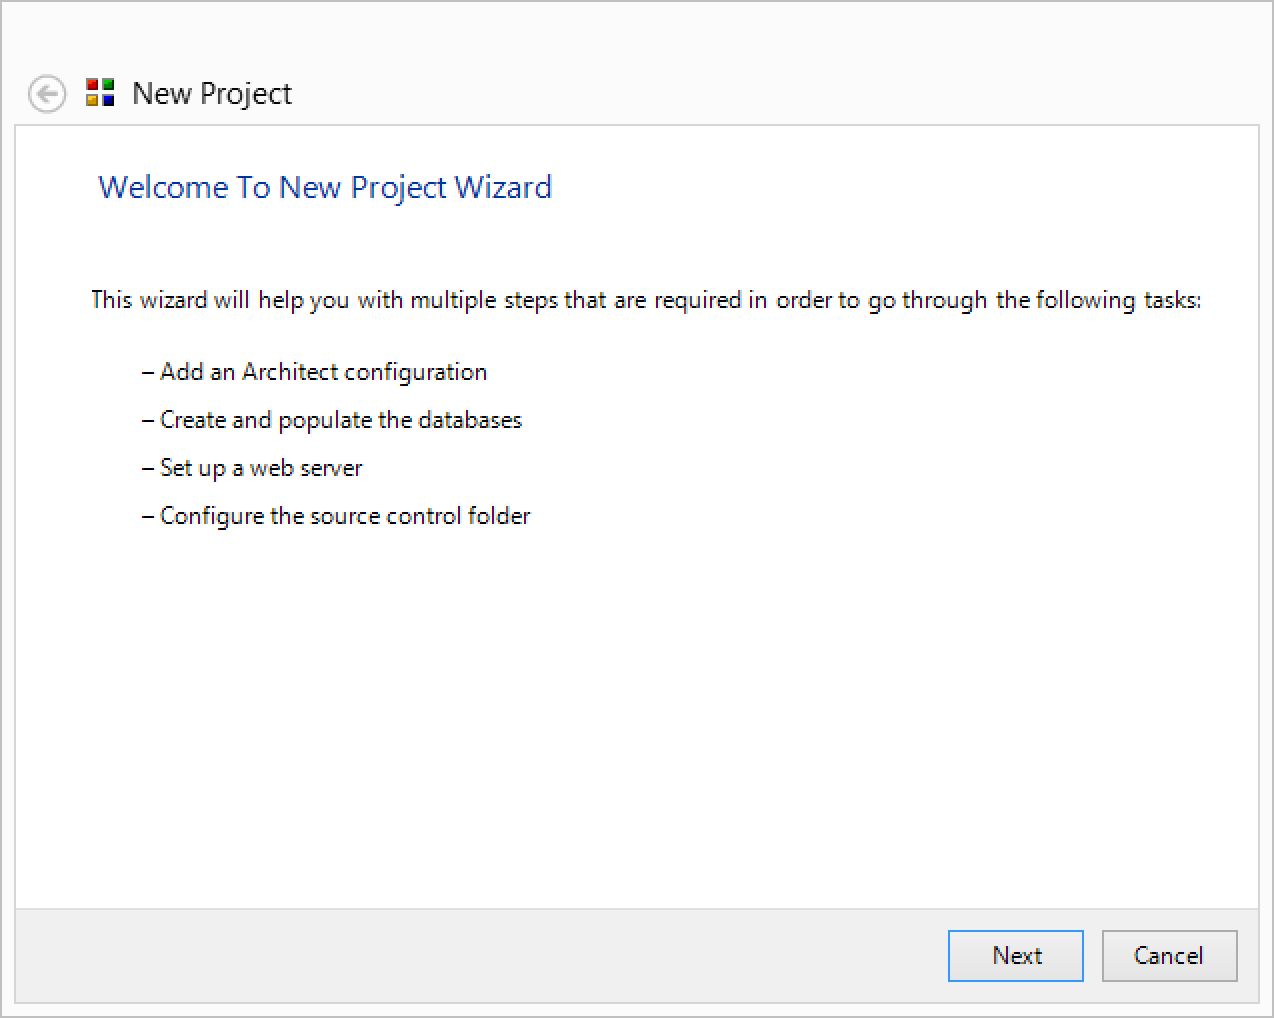 New Project
Welcome To New Project Wizard
This wizard will help you with multiple steps that are required in order to go through the following tasks:
– Add an Architect configuration
– Create and populate the databases
– Set up a web server
– Configure the source control folder
Next
Cancel